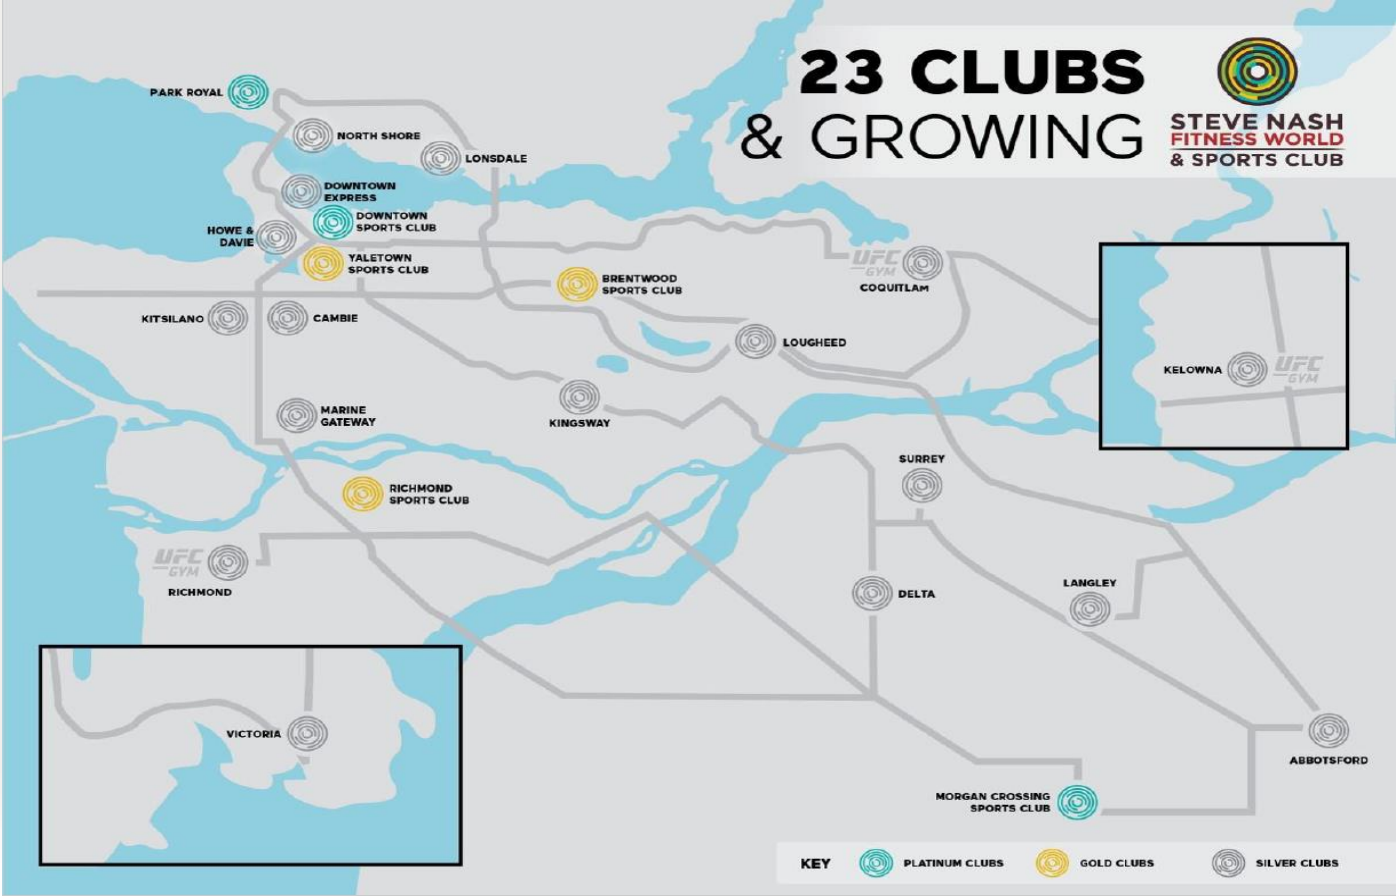 23 CLUBS
& GROWING
STEVE NASH
FITNESS WORLD
& SPORTS CLUB
PARK ROYAL
NORTH SHORE
LONSDALE
DOWNTOWN
EXPRESS
DOWNTOWN
SPORTS CLUB
HOWE &
DAVIE
YALETOWN
SPORTS CLUB
BRENTWOOD
SPORTS CLUB
UFC
GYM
COQUITLAM
KITSILANO
CAMBIE
LOUGHEED
KELOWNA
UFC
GYM
MARINE
GATEWAY
KINGSWAY
SURREY
RICHMOND
SPORTS CLUB
UFC
GYM
RICHMOND
DELTA
LANGLEY
VICTORIA
ABBOTSFORD
MORGAN CROSSING
SPORTS CLUB
KEY PLATINUM CLUBS GOLD CLUBS SILVER CLUBS